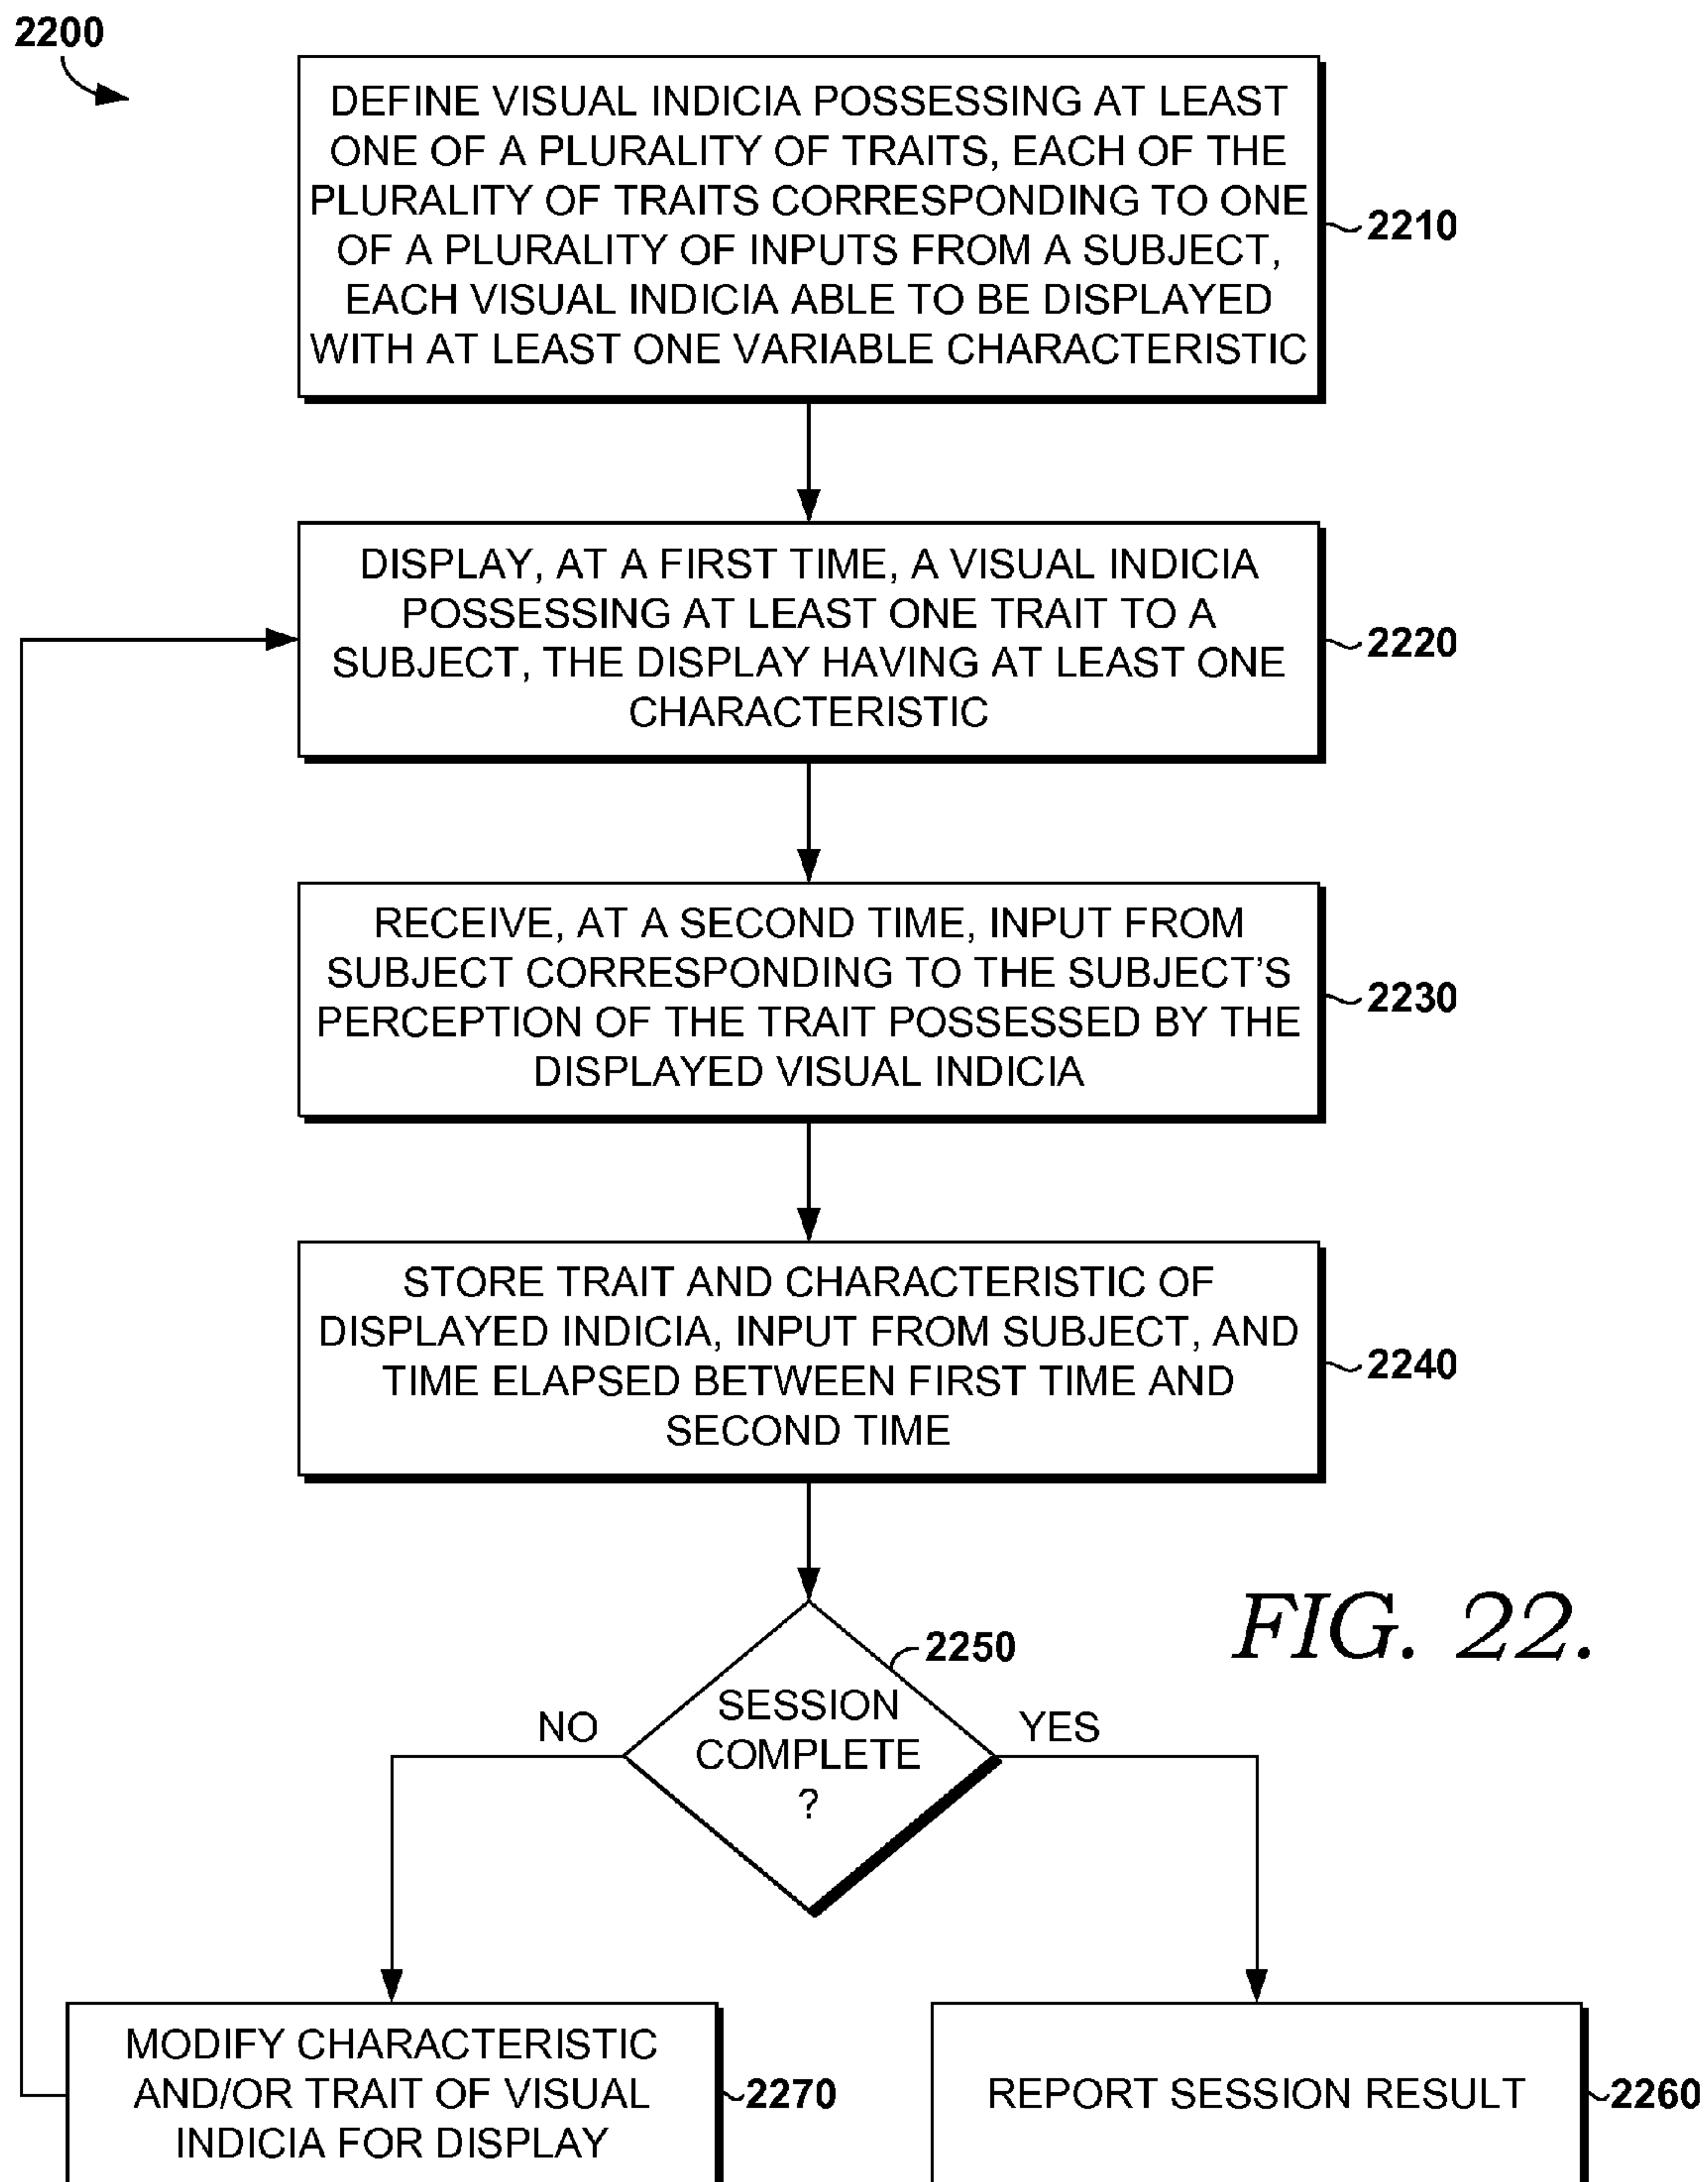 2200
DEFINE VISUAL INDICIA POSSESSING AT LEAST
ONE OF A PLURALITY OF TRAITS, EACH OF THE
PLURALITY OF TRAITS CORRESPONDING TO ONE
OF A PLURALITY OF INPUTS FROM A SUBJECT,
EACH VISUAL INDICIA ABLE TO BE DISPLAYED
WITH AT LEAST ONE VARIABLE CHARACTERISTIC
2210
DISPLAY, AT A FIRST TIME, A VISUAL INDICIA
POSSESSING AT LEAST ONE TRAIT TO A
SUBJECT, THE DISPLAY HAVING AT LEAST ONE
CHARACTERISTIC
2220
RECEIVE, AT A SECOND TIME, INPUT FROM
SUBJECT CORRESPONDING TO THE SUBJECT'S
PERCEPTION OF THE TRAIT POSSESSED BY THE
DISPLAYED VISUAL INDICIA
2230
STORE TRAIT AND CHARACTERISTIC OF
DISPLAYED INDICIA, INPUT FROM SUBJECT, AND
TIME ELAPSED BETWEEN FIRST TIME AND
SECOND TIME
2240
FIG. 22.
2250
SESSION
COMPLETE
?
NO
YES
MODIFY CHARACTERISTIC
AND/OR TRAIT OF VISUAL
INDICIA FOR DISPLAY
2270
REPORT SESSION RESULT
2260